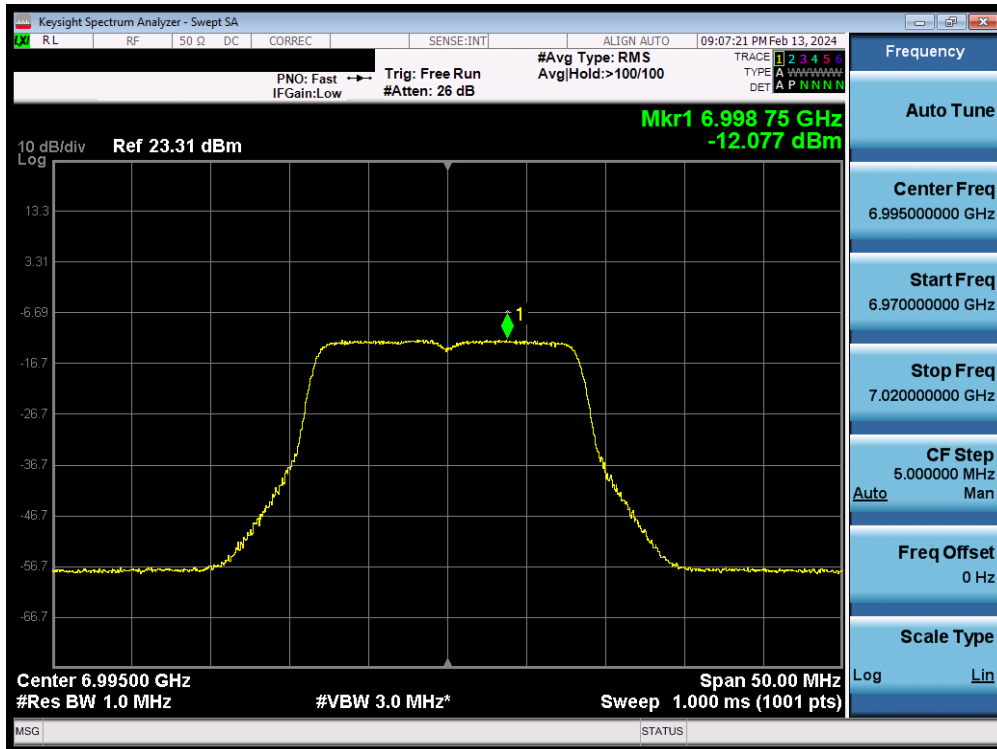 Keysight Spectrum Analyzer - Swept SA
LXI RL RF 50 Ω DC CORREC SENSE:INT ALIGN AUTO 09:07:21 PM Feb 13, 2024
PNO: Fast
IFGain:Low
Trig: Free Run
#Atten: 26 dB
#Avg Type: RMS
Avg|Hold:>100/100
TRACE 1 2 3 4 5 6
TYPE A WWWWW
DET A P N N N N
Mkr1 6.998 75 GHz
-12.077 dBm
10 dB/div Ref 23.31 dBm
Log
13.3
3.31
-6.69
-16.7
-26.7
-36.7
-46.7
-56.7
-66.7
1
Center 6.99500 GHz Span 50.00 MHz
#Res BW 1.0 MHz #VBW 3.0 MHz* Sweep 1.000 ms (1001 pts)
MSG STATUS
Frequency
Auto Tune
Center Freq
6.995000000 GHz
Start Freq
6.970000000 GHz
Stop Freq
7.020000000 GHz
CF Step
5.000000 MHz
Auto Man
Freq Offset
0 Hz
Scale Type
Log Lin